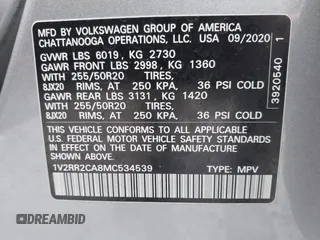 MFD BY VOLKSWAGEN GROUP OF AMERICA
CHATTANOOGA OPERATIONS, LLC. USA 09/2020
GVWR LBS 6019, KG 2730
GAWR FRONT LBS 2998, KG 1360
WITH 255/50R20 TIRES,
8JX20 RIMS, AT 250 KPA, 36 PSI COLD
GAWR REAR LBS 3131, KG 1420
WITH 255/50R20 TIRES,
8JX20 RIMS, AT 250 KPA, 36 PSI COLD
THIS VEHICLE CONFORMS TO ALL APPLICABLE
U.S. FEDERAL MOTOR VEHICLE SAFETY
STANDARDS IN EFFECT ON THE DATE OF
MANUFACTURE SHOWN ABOVE.
1V2RR2CA8MC534539 TYPE: MPV
3920540 1
1DAUTO.BID